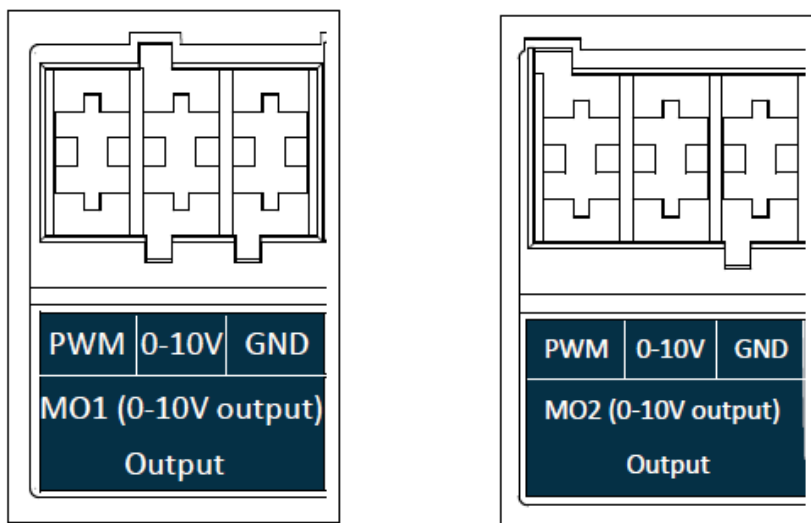 PWM 0-10V GND
MO1 (0-10V output)
Output
PWM 0-10V GND
MO2 (0-10V output)
Output